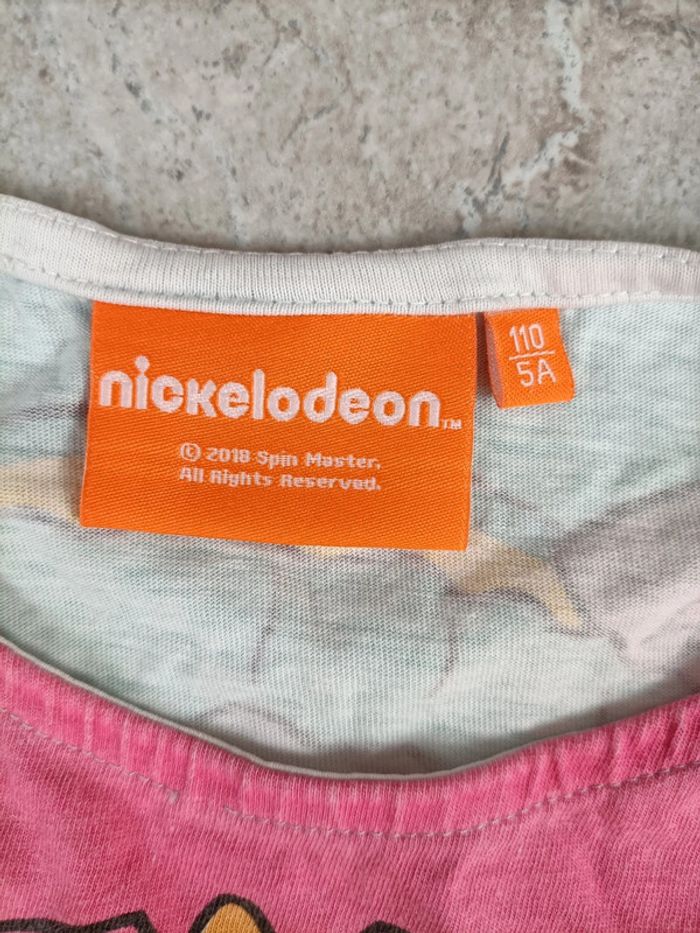 nickelodeon™
© 2018 Spin Master.
All Rights Reserved.
110
5A